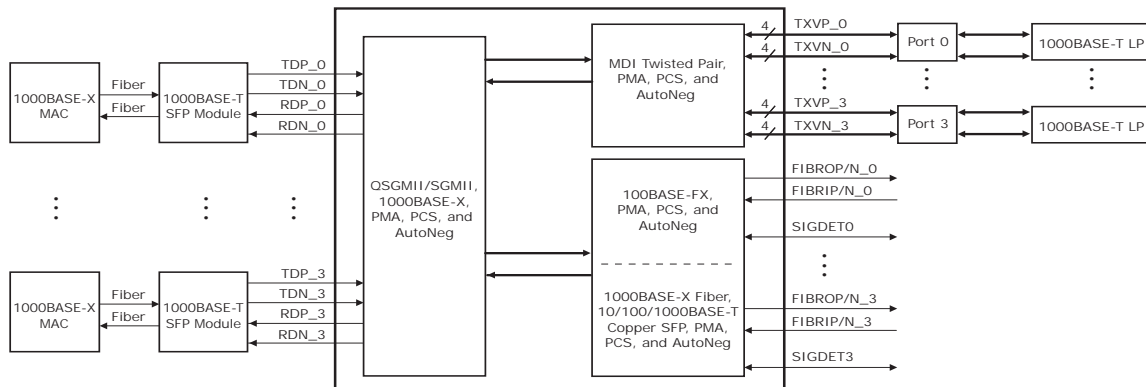 1000BASE-X
MAC
Fiber
Fiber
1000BASE-T
SFP Module
TDP_0
TDN_0
RDP_0
RDN_0
1000BASE-X
MAC
Fiber
Fiber
1000BASE-T
SFP Module
TDP_3
TDN_3
RDP_3
RDN_3
QSGMII/SGMII,
1000BASE-X,
PMA, PCS, and
AutoNeg
MDI Twisted Pair,
PMA, PCS, and
AutoNeg
4
TXVP_0
4
TXVN_0
4
TXVP_3
4
TXVN_3
Port 0
1000BASE-T LP
Port 3
1000BASE-T LP
100BASE-FX,
PMA, PCS, and
AutoNeg
1000BASE-X Fiber,
10/100/1000BASE-T
Copper SFP, PMA,
PCS, and AutoNeg
FIBROP/N_0
FIBRIP/N_0
SIGDET0
FIBROP/N_3
FIBRIP/N_3
SIGDET3